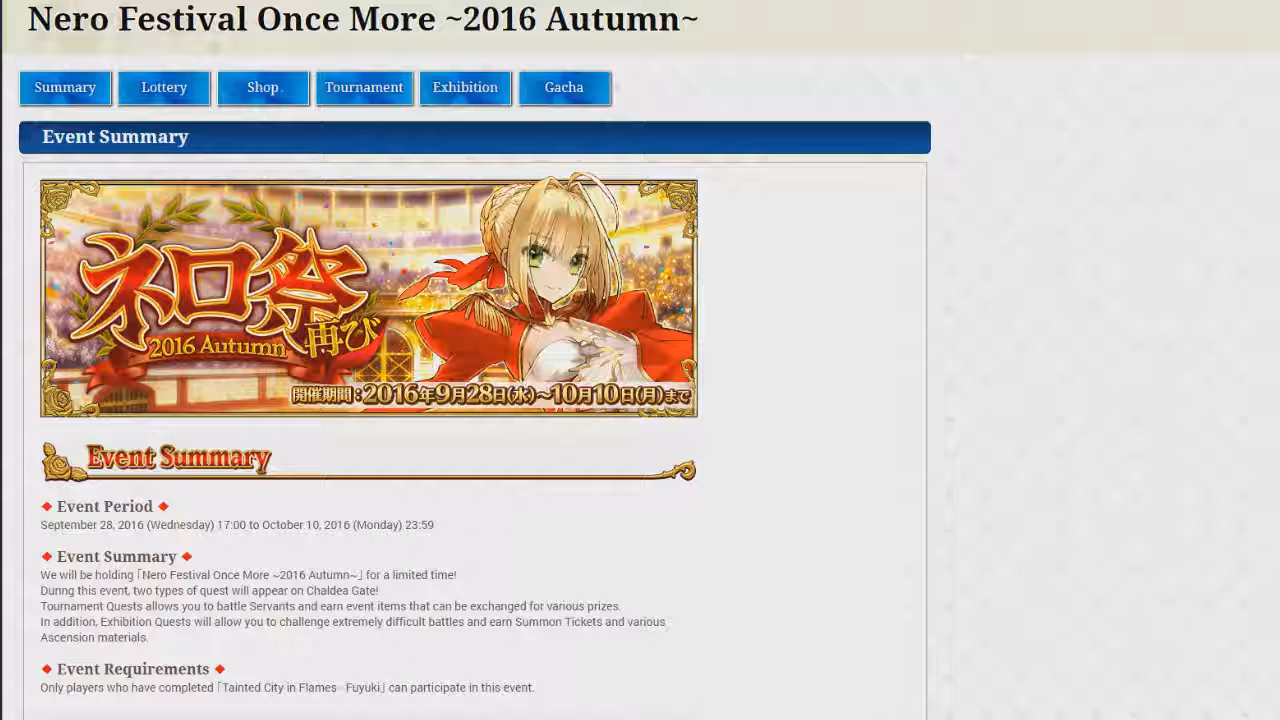 Nero Festival Once More ~2016 Autumn~
Summary
Lottery
Shop
Tournament
Exhibition
Gacha
Event Summary
ネロ祭
再び
2016 Autumn
開催期間：2016年9月28日(水)～10月10日(月)まで
Event Summary
◆ Event Period ◆
September 28, 2016 (Wednesday) 17:00 to October 10, 2016 (Monday) 23:59
◆ Event Summary ◆
We will be holding「Nero Festival Once More ~2016 Autumn~」for a limited time!
During this event, two types of quest will appear on Chaldea Gate!
Tournament Quests allows you to battle Servants and earn event items that can be exchanged for various prizes.
In addition, Exhibition Quests will allow you to challenge extremely difficult battles and earn Summon Tickets and various
Ascension materials.
◆ Event Requirements ◆
Only players who have completed「Tainted City in Flames - Fuyuki」can participate in this event.